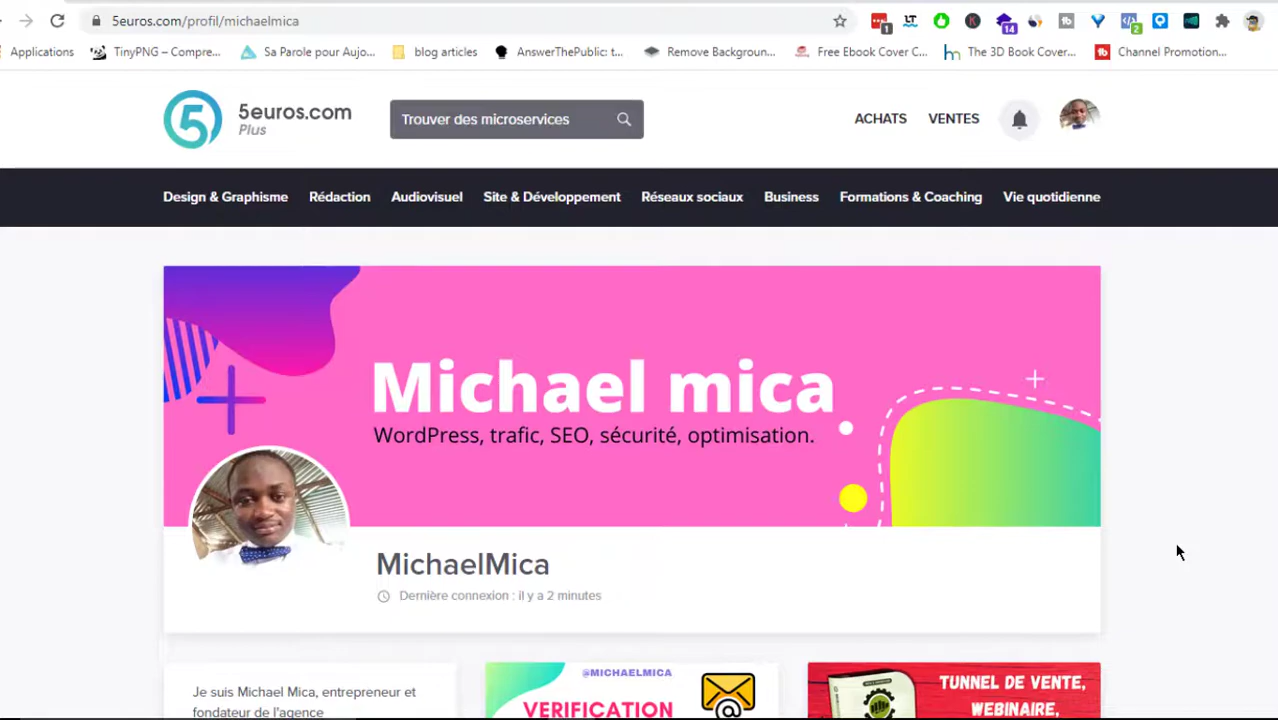 5euros.com/profil/michaelmica
1
14
2
Applications
TinyPNG – Compre...
Sa Parole pour Aujo...
blog articles
AnswerThePublic: t...
Remove Backgroun...
Free Ebook Cover C...
The 3D Book Cover...
Channel Promotion...
5euros.com
Plus
Trouver des microservices
ACHATS
VENTES
Design & Graphisme
Rédaction
Audiovisuel
Site & Développement
Réseaux sociaux
Business
Formations & Coaching
Vie quotidienne
Michael mica
WordPress, trafic, SEO, sécurité, optimisation.
MichaelMica
Dernière connexion : il y a 2 minutes
Je suis Michael Mica, entrepreneur et
fondateur de l'agence
@MICHAELMICA
VERIFICATION
TUNNEL DE VENTE,
WEBINAIRE,